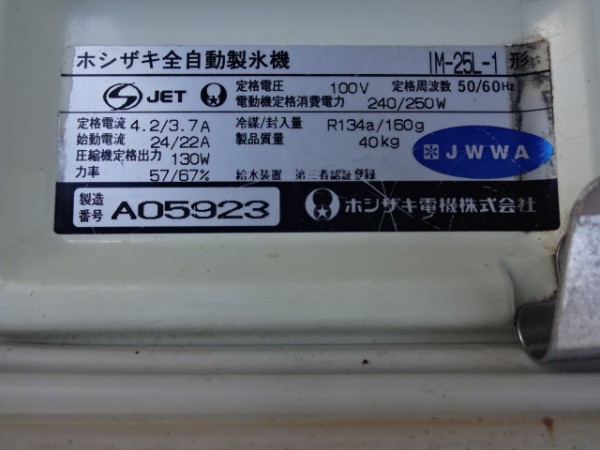 ホシザキ全自動製氷機 IM-25L-1 形
JET
定格電圧 100V 定格周波数 50/60Hz
電動機定格消費電力 240/250W
定格電流 4.2/3.7A 冷媒/封入量 R134a/160g
始動電流 24/22A 製品質量 40kg
圧縮機定格出力 130W
JWWA
力率 57/67% 給水装置 第三者認証登録
製造番号 A05923 ホシザキ電機株式会社